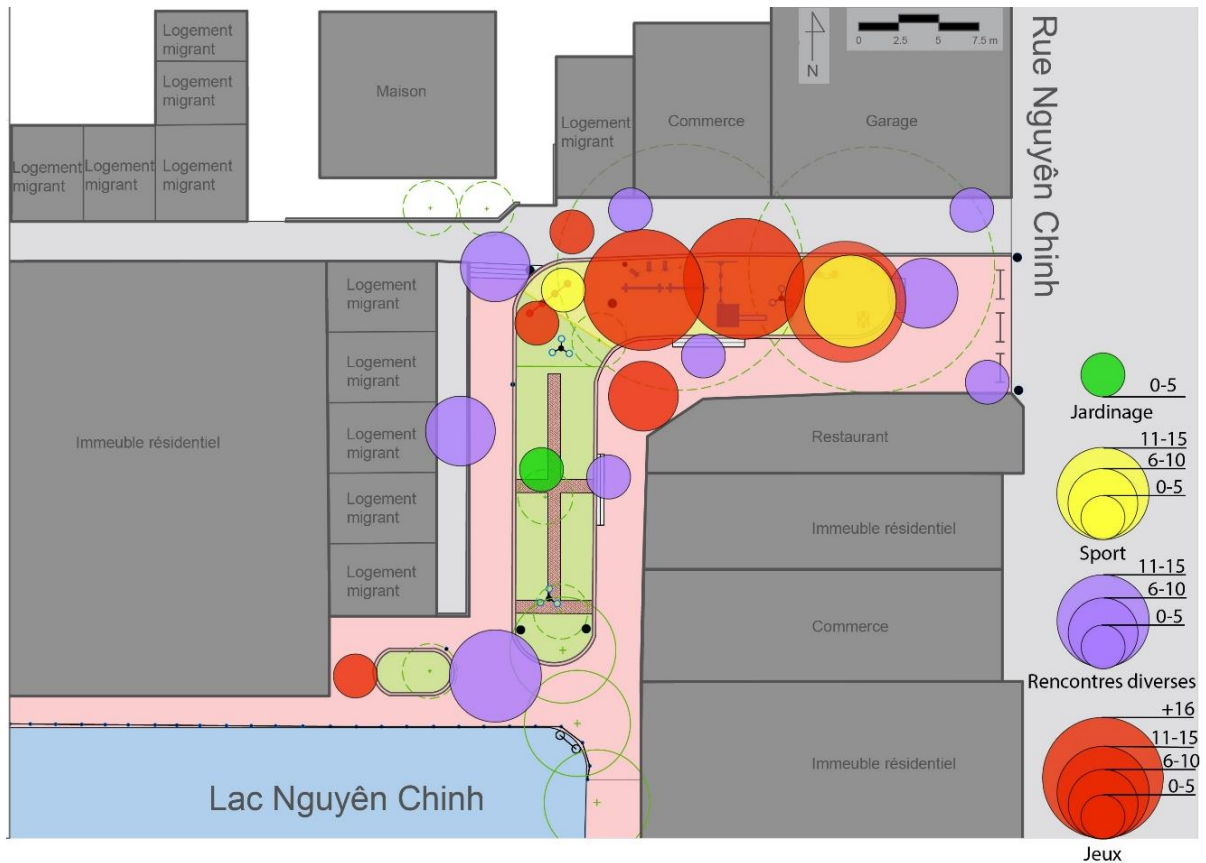 Logement
migrant
Logement
migrant
Logement
migrant
Logement
migrant
Logement
migrant
Maison
Logement
migrant
Commerce
Garage
0 2.5 5 7.5 m
N
Rue Nguyên Chinh
Immeuble résidentiel
Logement
migrant
Logement
migrant
Logement
migrant
Logement
migrant
Logement
migrant
Restaurant
Immeuble résidentiel
Commerce
Immeuble résidentiel
Lac Nguyên Chinh
0-5
Jardinage
11-15
6-10
0-5
Sport
11-15
6-10
0-5
Rencontres diverses
+16
11-15
6-10
0-5
Jeux